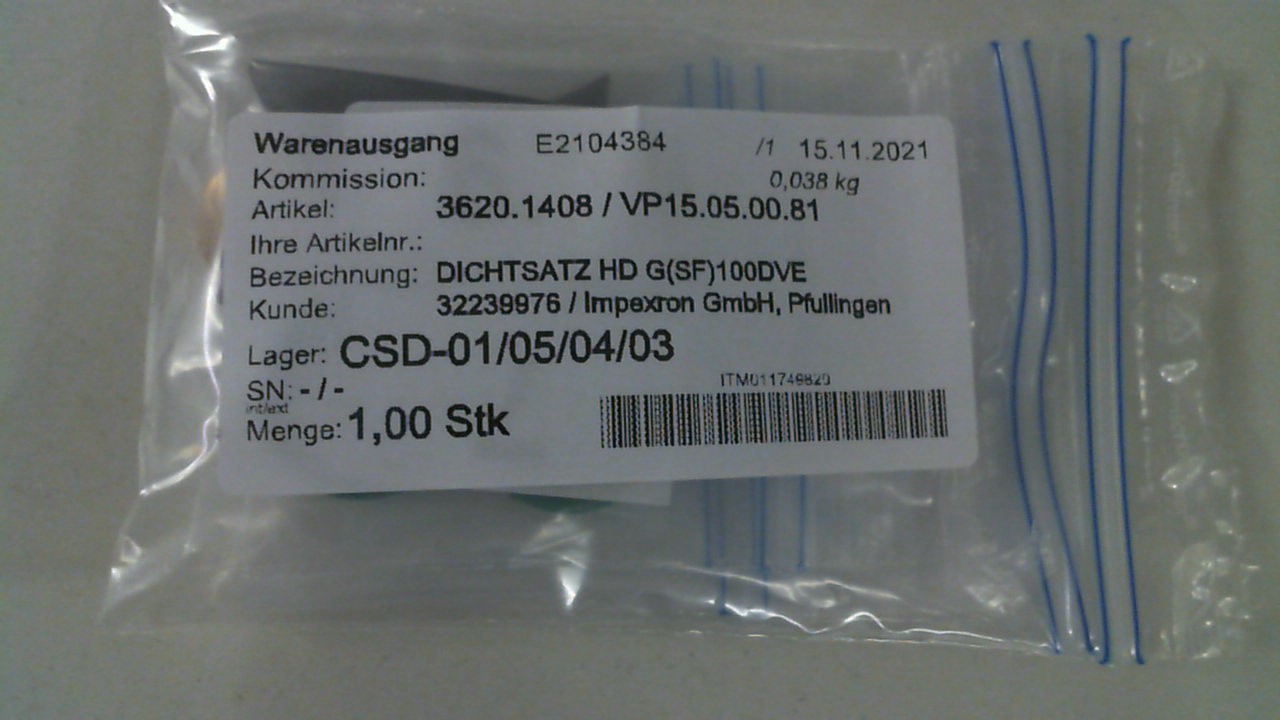 Warenausgang E2104384 /1 15.11.2021
Kommission: 0,038 kg
Artikel: 3620.1408 / VP15.05.00.81
Ihre Artikelnr.:
Bezeichnung: DICHTSATZ HD G(SF)100DVE
Kunde: 32239976 / Impexron GmbH, Pfullingen
Lager: CSD-01/05/04/03
SN: - / -
int/ext
ITM011749820
Menge: 1,00 Stk